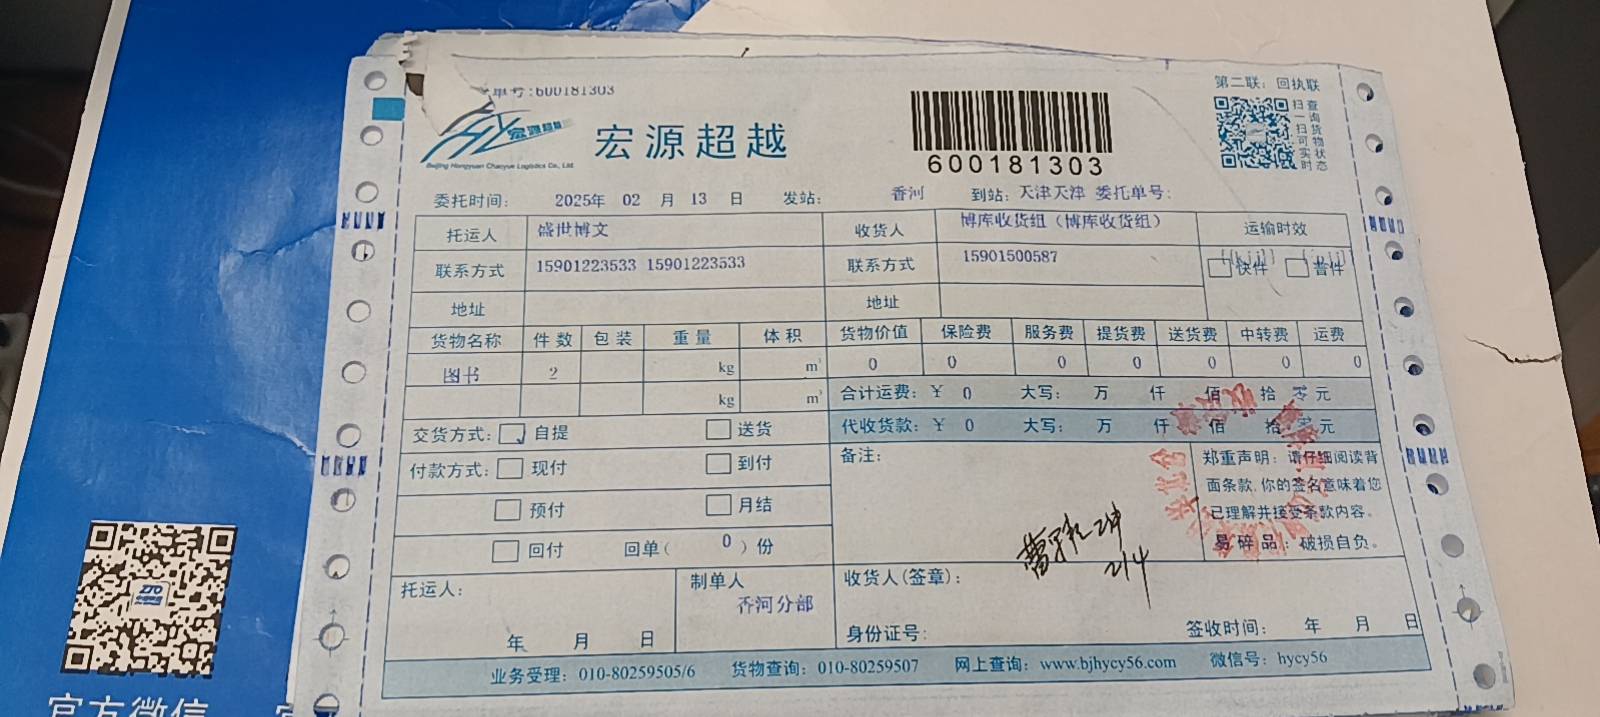 单号:600181303
第二联：回执联
宏源超越
Beijing Hongyuan Chaoyue Logistics Co., Ltd
宏源超越
600181303
扫一扫可实时
查询货物状态
委托时间： 2025年 02 月 13 日 发站： 香河 到站：天津天津 委托单号：
托运人 盛世博文 收货人 博库收货组（博库收货组） 运输时效
联系方式 15901223533 15901223533 联系方式 15901500587 快件 普件
地址 地址
货物名称 件数 包装 重量 体积 货物价值 保险费 服务费 提货费 送货费 中转费 运费
图书 2 kg m³ 0 0 0 0 0 0 0
kg m³ 合计运费：¥ 0 大写： 万 仟 佰 拾 零 元
交货方式： 自提 送货 代收货款：¥ 0 大写： 万 仟 佰 拾 零 元
付款方式： 现付 到付 备注： 郑重声明：请仔细阅读背
面条款,你的签名意味着您
预付 月结 已理解并接受条款内容。
回付 回单（ 0 ）份 易碎品：破损自负。
2/4
托运人： 制单人 收货人(签章)：
香河分部
年 月 日 身份证号： 签收时间： 年 月 日
业务受理：010-80259505/6 货物查询：010-80259507 网上查询：www.bjhycy56.com 微信号：hycy56
ZTO
官方微信